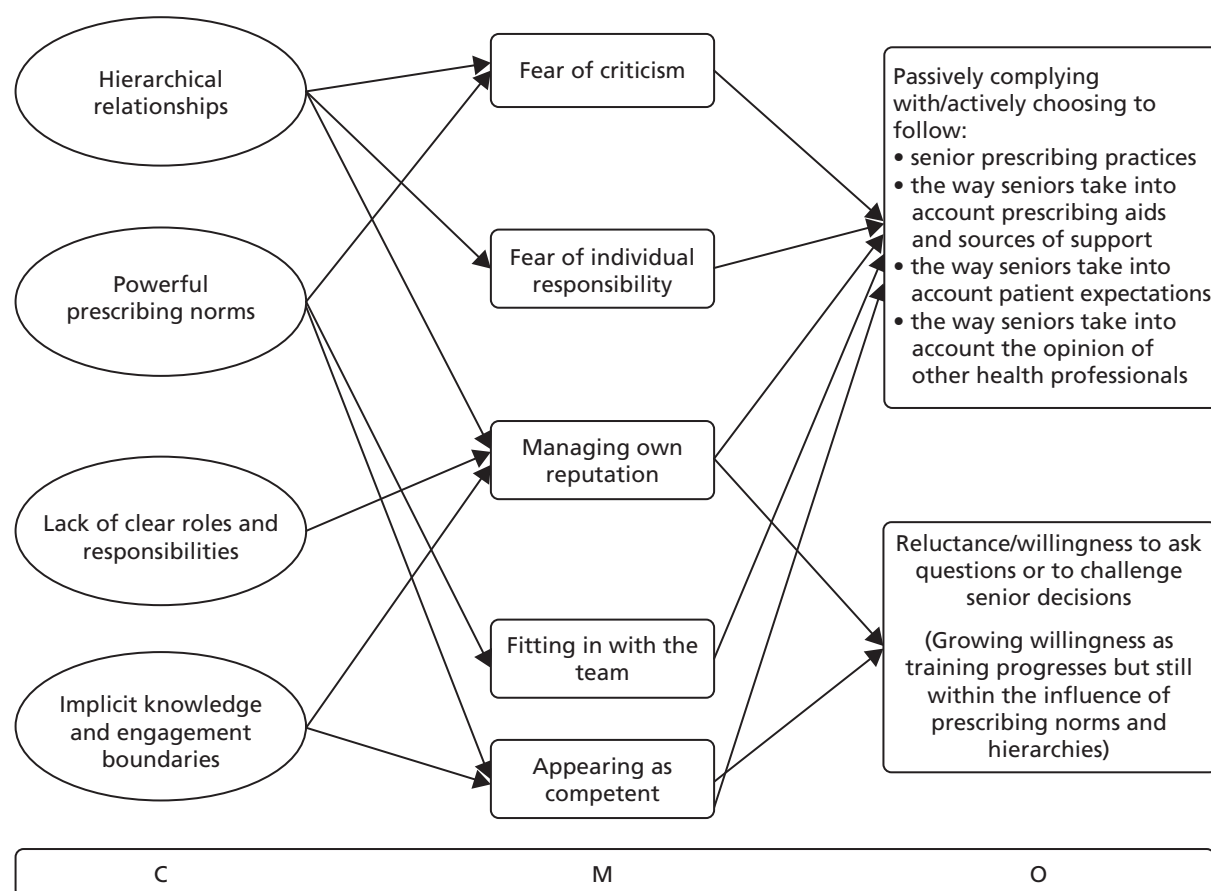 Hierarchical
relationships
Powerful
prescribing norms
Lack of clear roles and
responsibilities
Implicit knowledge
and engagement
boundaries
Fear of criticism
Fear of individual
responsibility
Managing own
reputation
Fitting in with the
team
Appearing as
competent
Passively complying
with/actively choosing to
follow:
• senior prescribing practices
• the way seniors take into
account prescribing aids
and sources of support
• the way seniors take into
account patient expectations
• the way seniors take into
account the opinion of
other health professionals
Reluctance/willingness to ask
questions or to challenge
senior decisions
(Growing willingness as
training progresses but still
within the influence of
prescribing norms and
hierarchies)
C
M
O